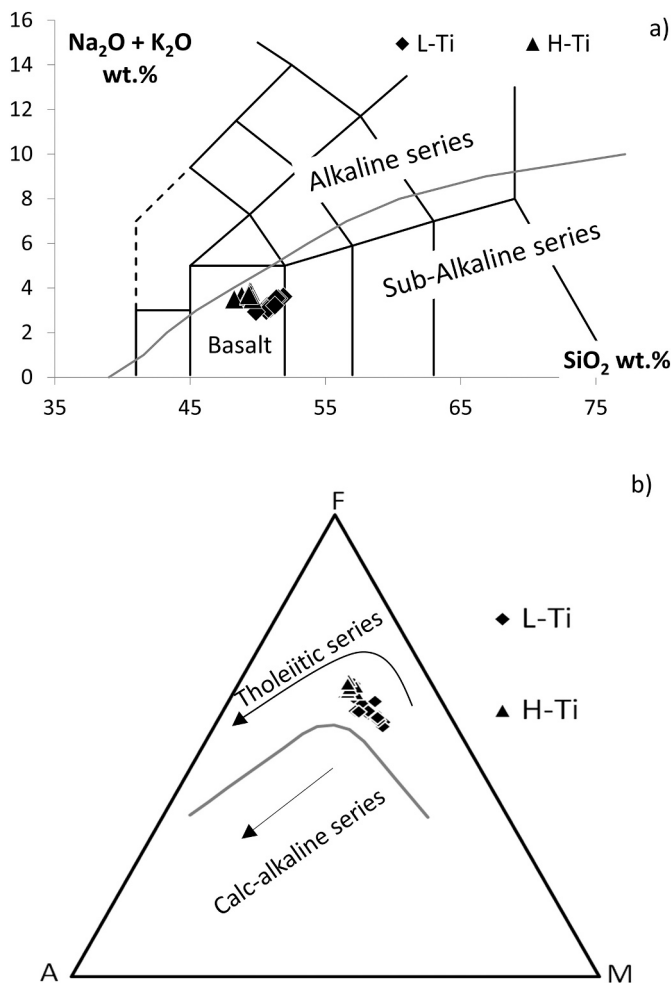 16 Na₂O + K₂O ◆ L-Ti ▲ H-Ti a)
14 wt.%
12
10 Alkaline series
8
6 Sub-Alkaline series
4
2 Basalt
0 SiO₂ wt.%
35 45 55 65 75
b)
F
◆ L-Ti
Tholeiitic series
▲ H-Ti
Calc-alkaline series
A M